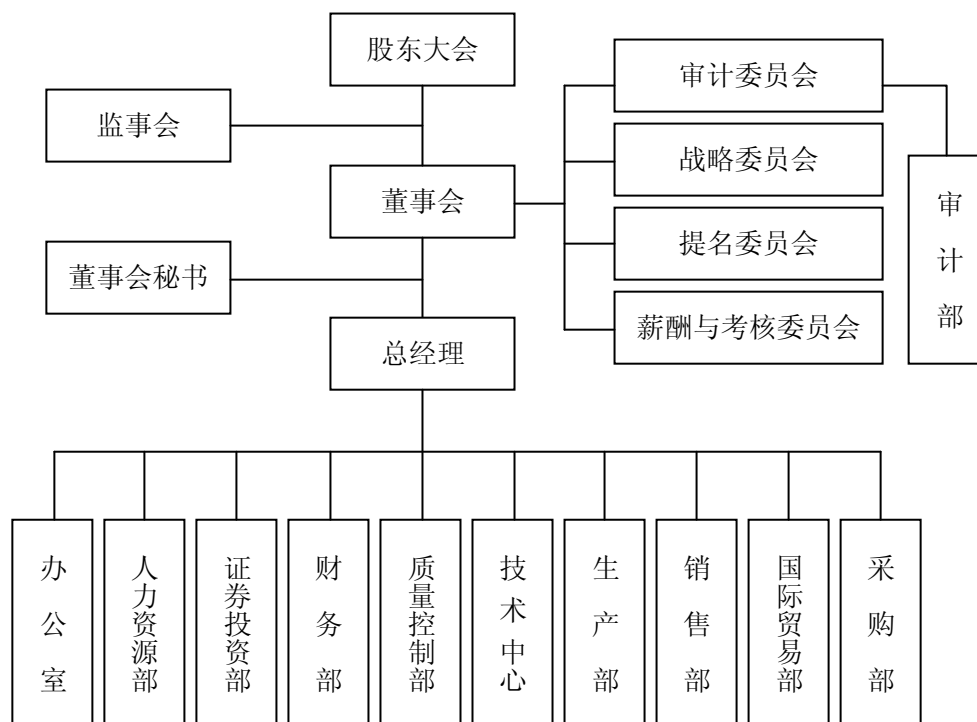 股东大会
审计委员会
监事会
战略委员会
董事会
审计部
提名委员会
董事会秘书
薪酬与考核委员会
总经理
办公室
人力资源部
证券投资部
财务部
质量控制部
技术中心
生产部
销售部
国际贸易部
采购部